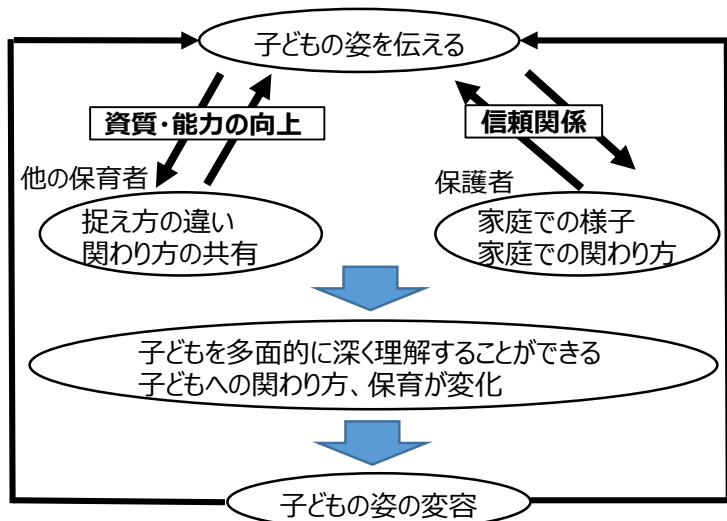 子どもの姿を伝える
資質・能力の向上
信頼関係
他の保育者
保護者
捉え方の違い
関わり方の共有
家庭での様子
家庭での関わり方
子どもを多面的に深く理解することができる
子どもへの関わり方、保育が変化
子どもの姿の変容